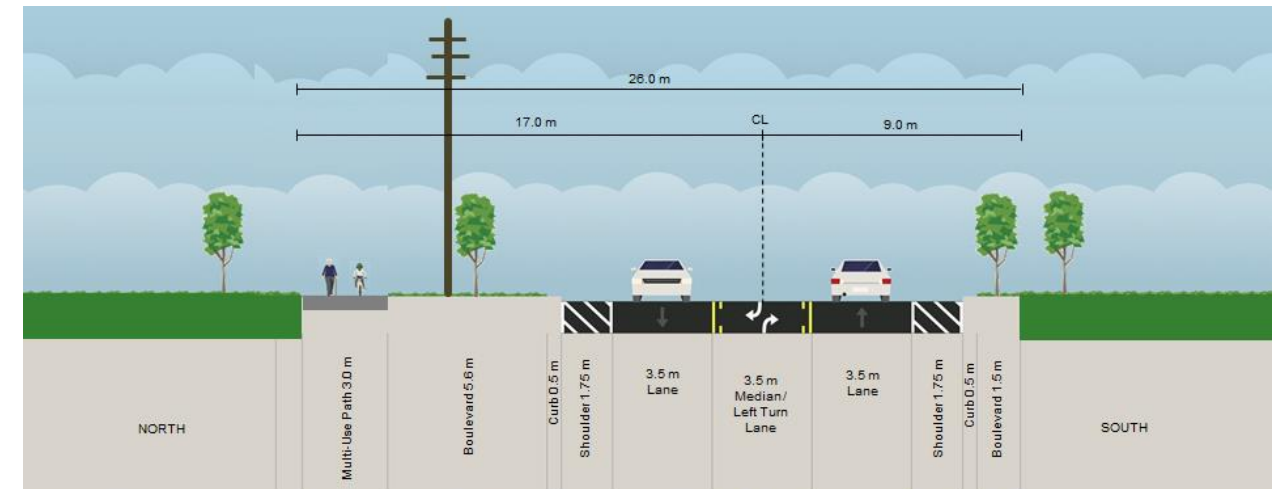 26.0 m
17.0 m
CL
9.0 m
NORTH
Multi-Use Path 3.0 m
Boulevard 5.6 m
Curb 0.5 m
Shoulder 1.75 m
3.5 m
Lane
3.5 m
Median/
Left Turn
Lane
3.5 m
Lane
Shoulder 1.75 m
Curb 0.5 m
Boulevard 1.5 m
SOUTH